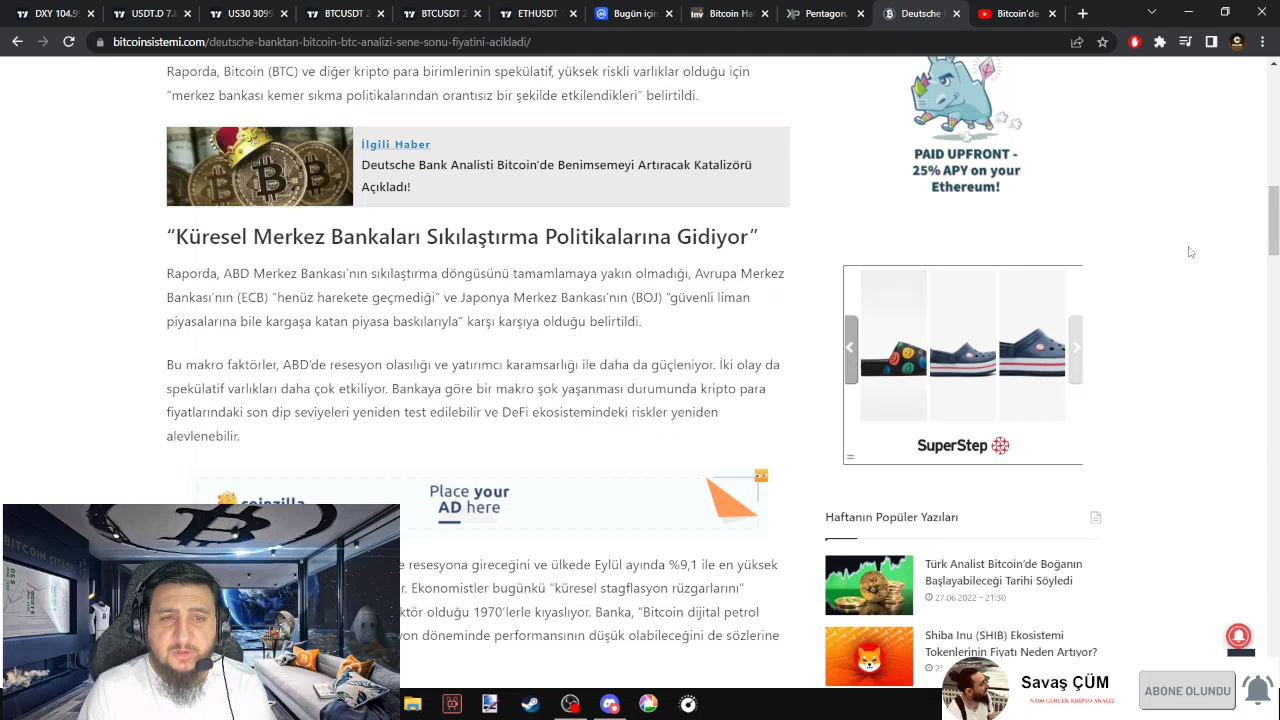 DXY 104.9
USDT.D 7.6
XU030 3095
BTC.D
BTCUSDT 2
ETHUSDT
Bugün için
Bitcoin Ha
Pentagon
Deutsche
bitcoinsistemi.com/deutsche-bitcoin-btc-analizi-sene-sonu-fiyatini-acikladi/
Raporda, Bitcoin (BTC) ve diğer kripto para birimlerinin spekülatif, yüksek riskli varlıklar olduğu için
“merkez bankası kemer sıkma politikalarından orantısız bir şekilde etkilendikleri” belirtildi.
İlgili Haber
Deutsche Bank Analisti Bitcoin'de Benimsemeyi Artıracak Katalizörü
Açıkladı!
“Küresel Merkez Bankaları Sıkılaştırma Politikalarına Gidiyor”
Raporda, ABD Merkez Bankası'nın sıkılaştırma döngüsünü tamamlamaya yakın olmadığı, Avrupa Merkez
Bankası'nın (ECB) “henüz harekete geçmediği” ve Japonya Merkez Bankası'nın (BOJ) “güvenli liman
piyasalarına bile kargaşa katan piyasa baskılarıyla” karşı karşıya olduğu belirtildi.
Bu makro faktörler, ABD'de resesyon olasılığı ve yatırımcı karamsarlığı ile daha da güçleniyor. İki olay da
spekülatif varlıkları daha çok etkiliyor. Bankaya göre bir makro şok yaşanması durumunda kripto para
fiyatlarındaki son dip seviyeleri yeniden test edilebilir ve DeFi ekosistemindeki riskler yeniden
alevlenebilir.
coinzilla
Place your
AD here
e resesyona gireceğini ve ülkede Eylül ayında %9,1 ile en yüksek
Ekonomistler bugünkü “küresel stagflasyon rüzgarlarını”
ktör olduğu 1970'lerle kıyaslıyor. Banka, “Bitcoin dijital petrol
yon döneminde performansının düşük olabileceğini de sözlerine
PAID UPFRONT -
25% APY on your
Ethereum!
SuperStep
Haftanın Popüler Yazıları
Türk Analist Bitcoin'de Boğanın
Başlayabileceği Tarihi Söyledi
27.06.2022 - 21:30
Shiba Inu (SHIB) Ekosistemi
Tokenlerinin Fiyatı Neden Artıyor?
Savaş ÇÜM
%100 GERÇEK KRİPTO ANALİZ
ABONE OLUNDU